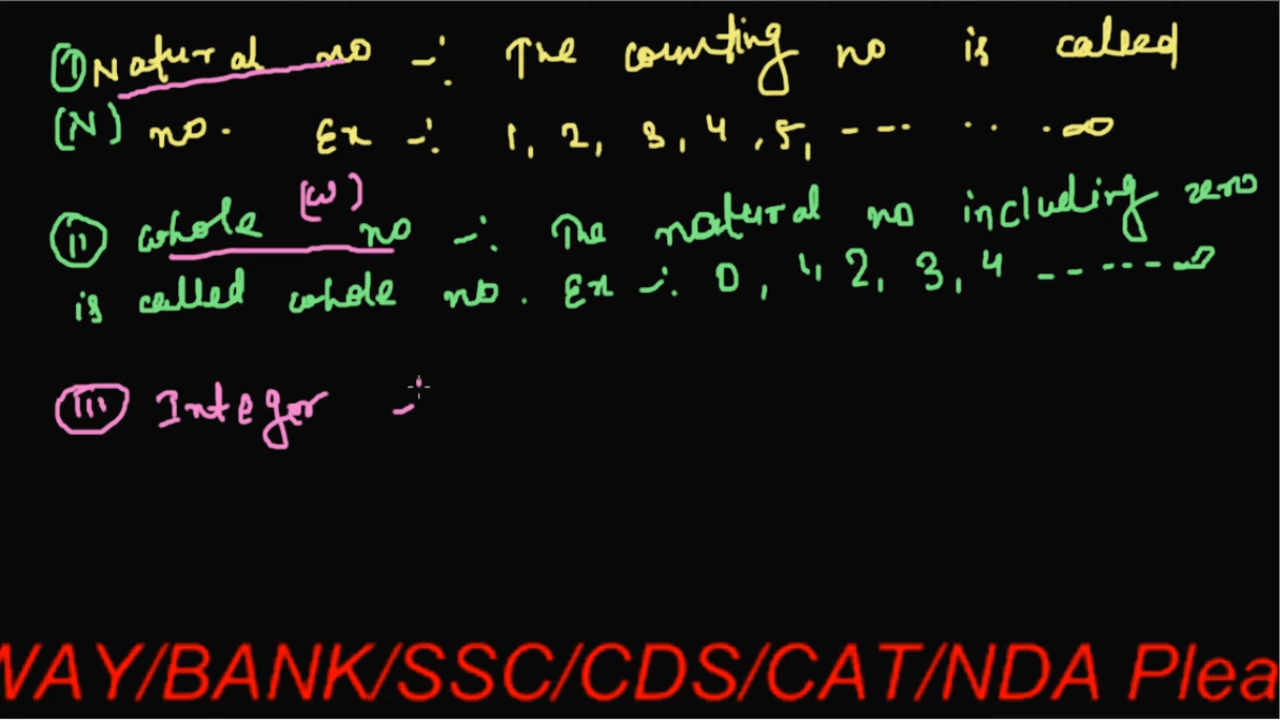 (i) Natural no -: The counting no is called
(N) no. Ex -: 1, 2, 3, 4, 5, --- .. .∞
(ii) whole (W) no -: The natural no including zero
is called whole no. Ex -: 0, 1, 2, 3, 4 ------∞
(iii) Integer -
WAY/BANK/SSC/CDS/CAT/NDA Plea